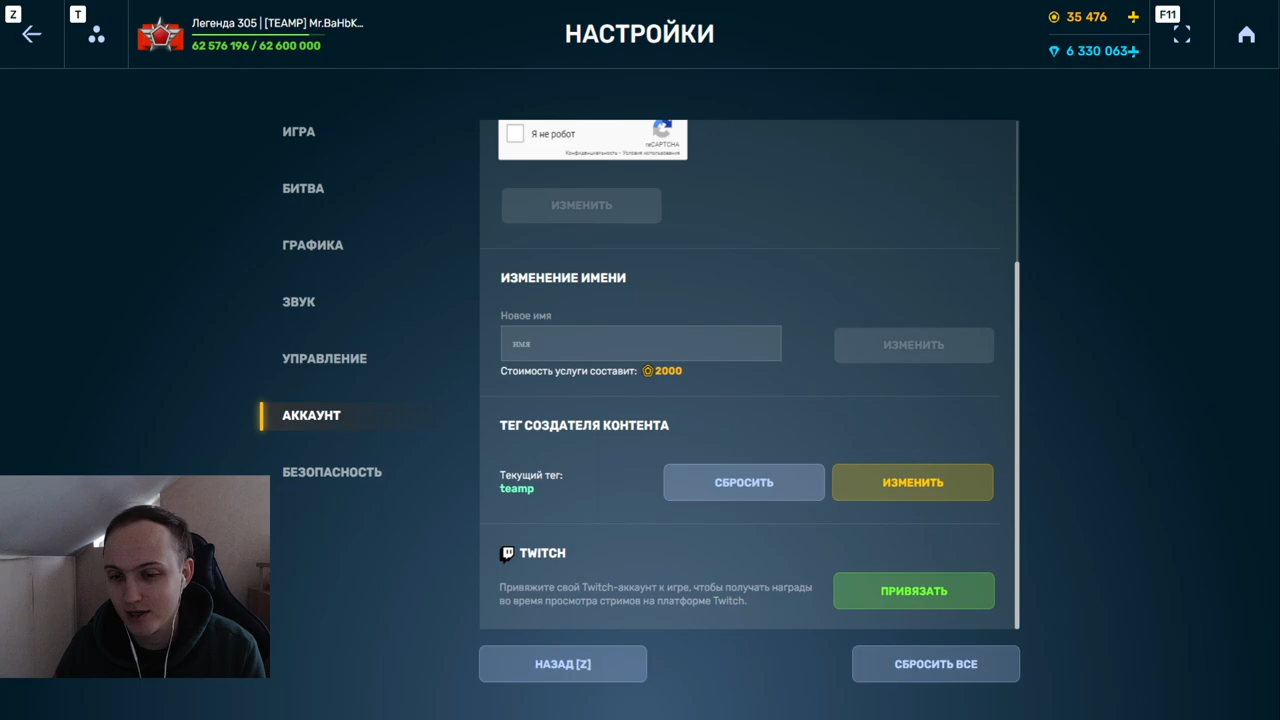 Z
T
Легенда 305 | [TEAMP] Mr.BaHbK...
62 576 196 / 62 600 000
НАСТРОЙКИ
35 476
6 330 063
F11
ИГРА
БИТВА
ГРАФИКА
ЗВУК
УПРАВЛЕНИЕ
АККАУНТ
БЕЗОПАСНОСТЬ
Я не робот
reCAPTCHA
Конфиденциальность - Условия использования
ИЗМЕНИТЬ
ИЗМЕНЕНИЕ ИМЕНИ
Новое имя
имя
ИЗМЕНИТЬ
Стоимость услуги составит: 2000
ТЕГ СОЗДАТЕЛЯ КОНТЕНТА
Текущий тег:
teamp
СБРОСИТЬ
ИЗМЕНИТЬ
TWITCH
Привяжите свой Twitch-аккаунт к игре, чтобы получать награды
во время просмотра стримов на платформе Twitch.
ПРИВЯЗАТЬ
НАЗАД [Z]
СБРОСИТЬ ВСЕ